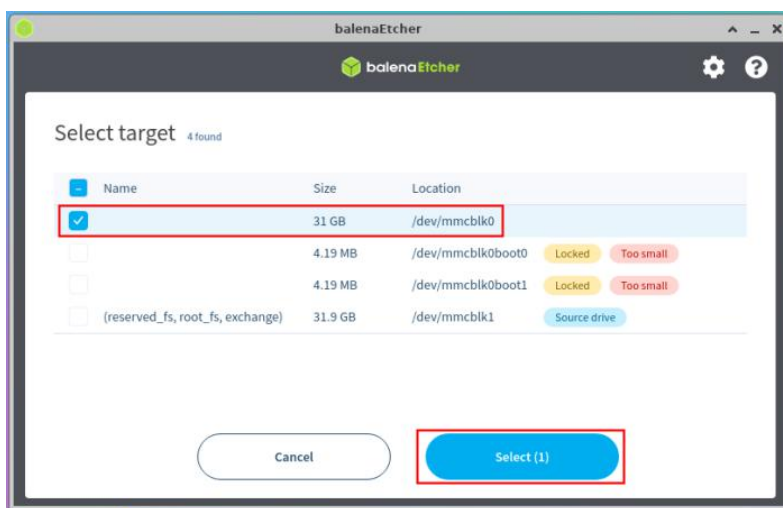 balenaEtcher
balenaEtcher
Select target 4 found
Name Size Location
31 GB /dev/mmcblk0
4.19 MB /dev/mmcblk0boot0 Locked Too small
4.19 MB /dev/mmcblk0boot1 Locked Too small
(reserved_fs, root_fs, exchange) 31.9 GB /dev/mmcblk1 Source drive
Cancel Select (1)